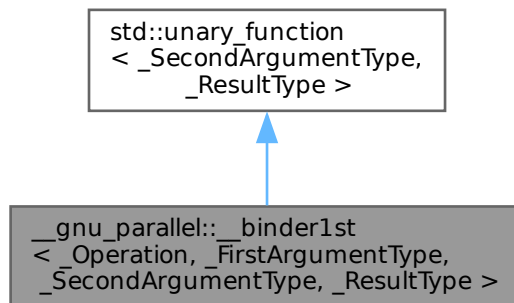 std::unary_function
< _SecondArgumentType,
_ResultType >
__gnu_parallel::__binder1st
< _Operation, _FirstArgumentType,
_SecondArgumentType, _ResultType >